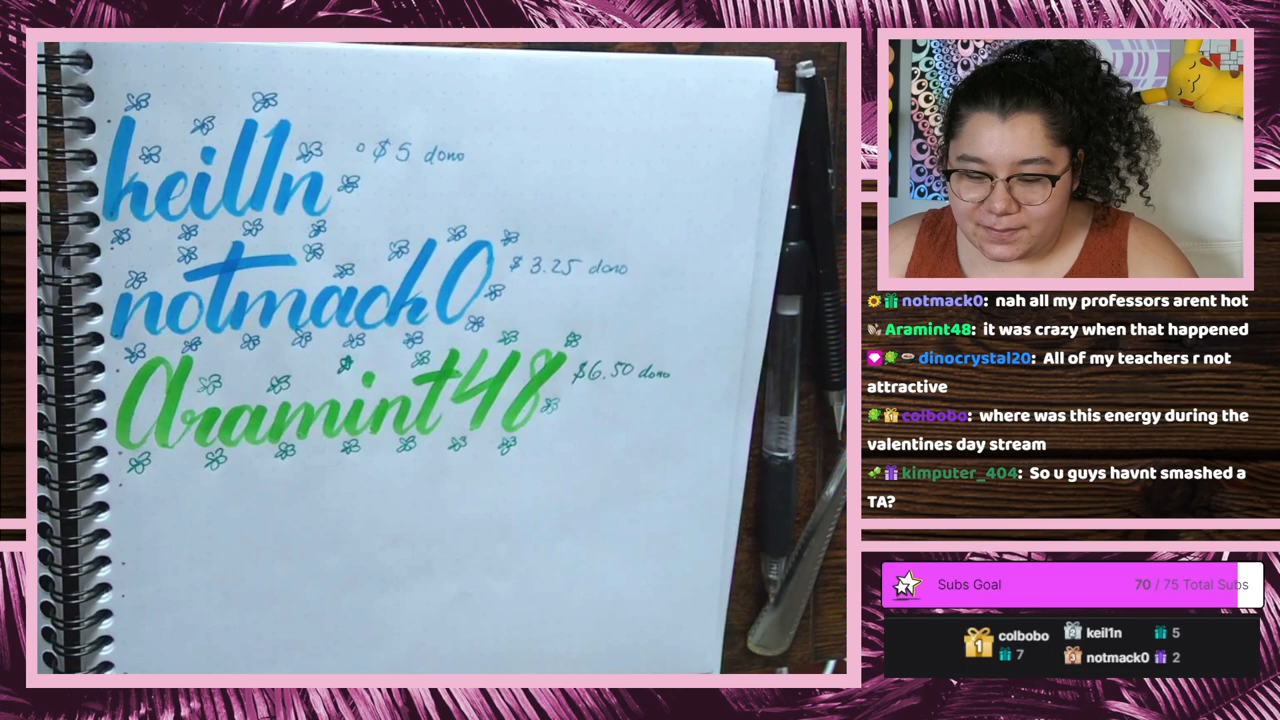 keil1n $5 dono
notmack0 $3.25 dono
Aramint48 $6.50 dono
notmack0: nah all my professors arent hot
Aramint48: it was crazy when that happened
dinocrystal20: All of my teachers r not
attractive
colbobo: where was this energy during the
valentines day stream
kimputer_404: So u guys havnt smashed a
TA?
Subs Goal 70 / 75 Total Subs
1 colbobo 7
2 keil1n 5
3 notmack0 2